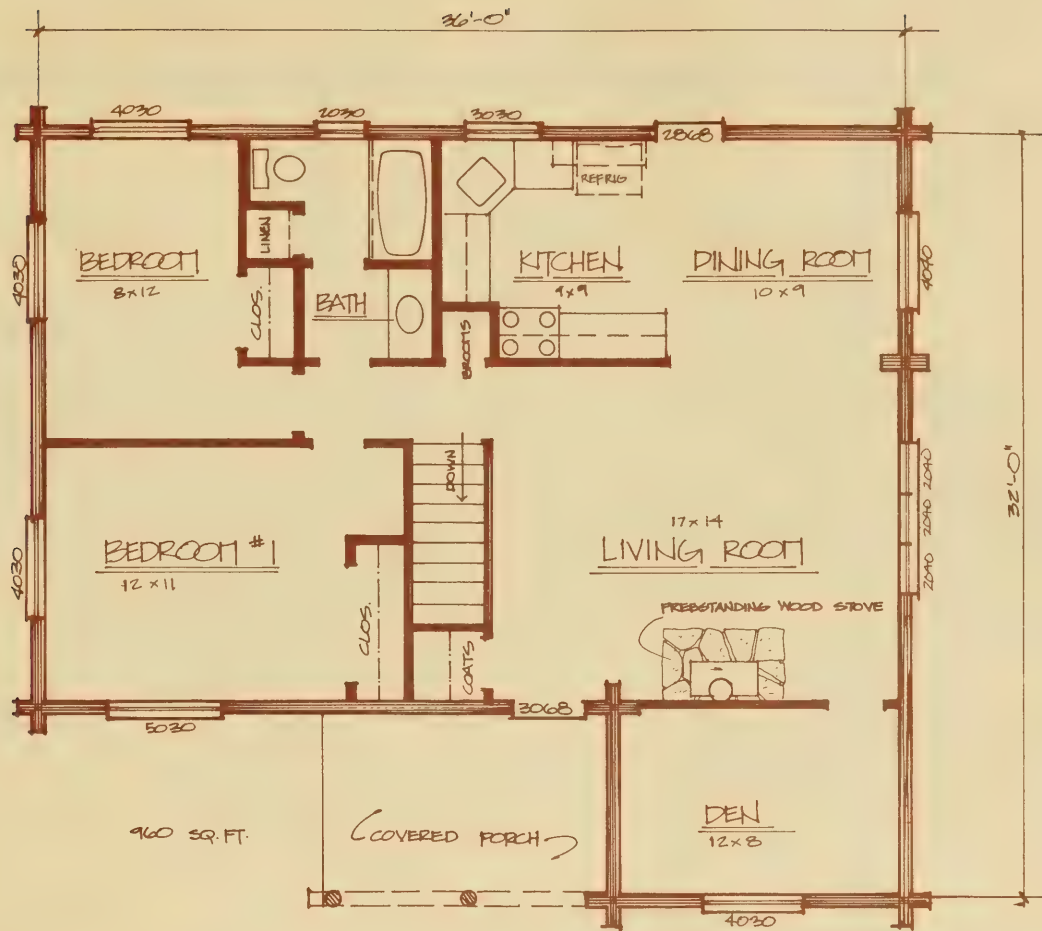 36'-0"
4030
2030
3030
2868
REFRIG
LINEN
BEDROOM
8x12
KITCHEN
9x9
DINING ROOM
10x9
4030
4040
CLOS.
BATH
BROOMS
DOWN
2040
2040
2040
32'-0"
17x14
LIVING ROOM
BEDROOM #1
12x11
4030
FREESTANDING WOOD STOVE
CLOS.
COATS
5030
3068
960 SQ. FT.
COVERED PORCH
DEN
12x8
4030